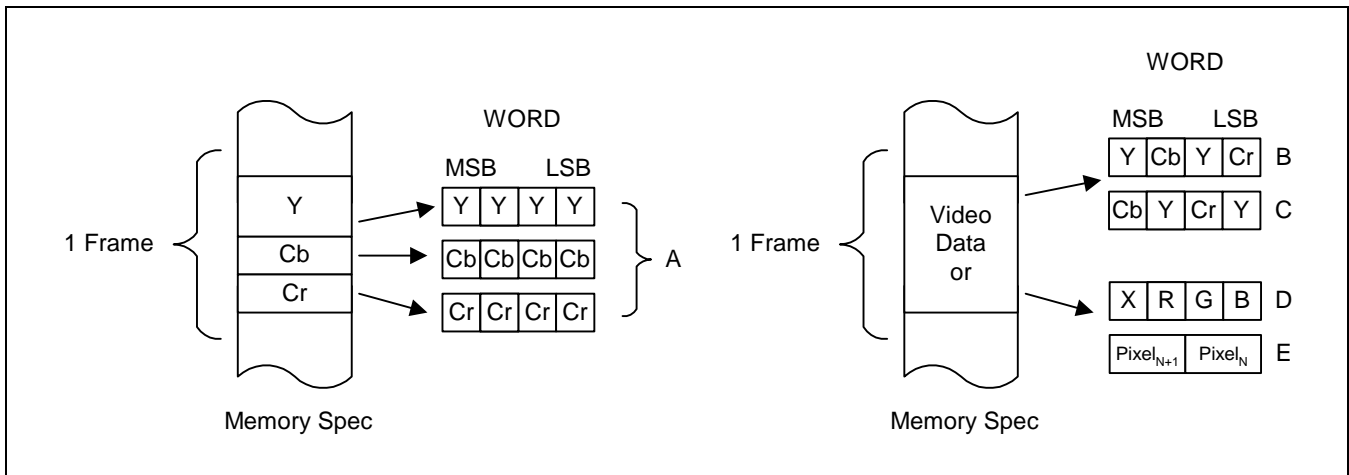 WORD
MSB LSB
Y
Y Y Y Y
1 Frame
Cb
Cb Cb Cb Cb
A
Cr
Cr Cr Cr Cr
Memory Spec
WORD
MSB LSB
Y Cb Y Cr B
Cb Y Cr Y C
1 Frame
Video
Data
or
X R G B D
PixelN+1 PixelN E
Memory Spec